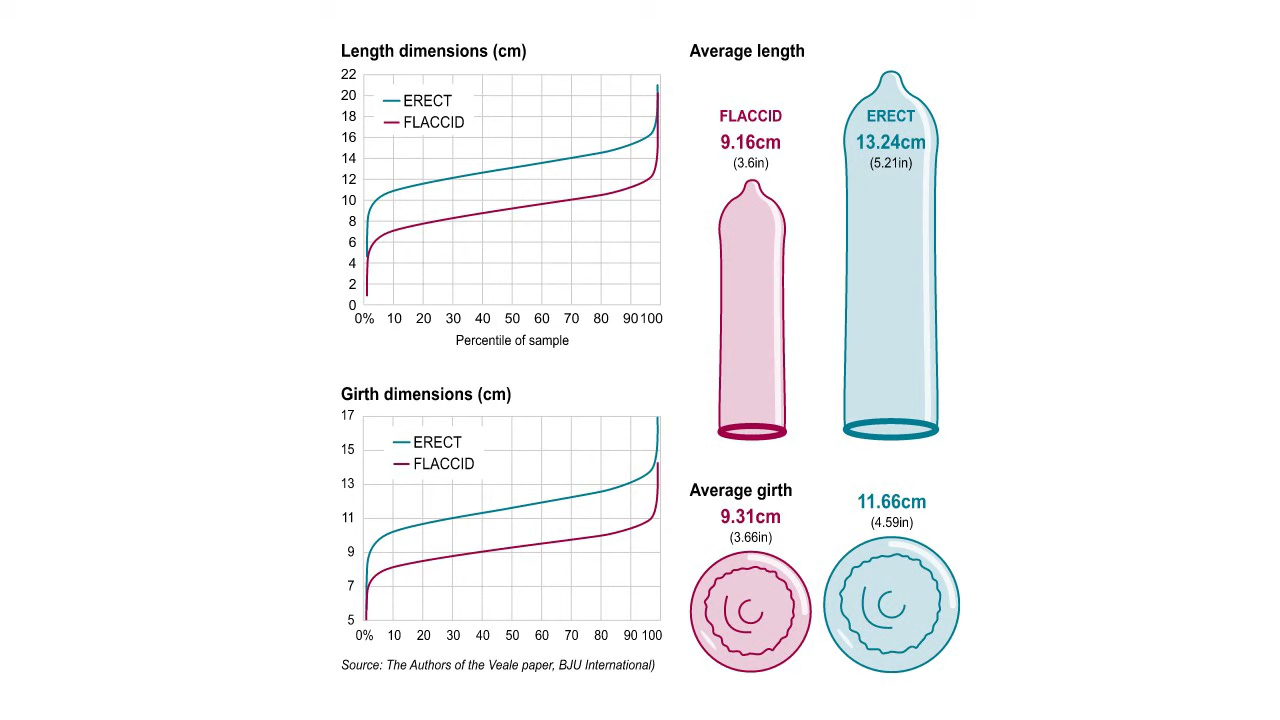 Length dimensions (cm)
22
20
18
16
14
12
10
8
6
4
2
0
ERECT
FLACCID
0% 10 20 30 40 50 60 70 80 90 100
Percentile of sample
Average length
FLACCID
9.16cm
(3.6in)
ERECT
13.24cm
(5.21in)
Girth dimensions (cm)
17
15
13
11
9
7
5
ERECT
FLACCID
0% 10 20 30 40 50 60 70 80 90 100
Average girth
9.31cm
(3.66in)
11.66cm
(4.59in)
Source: The Authors of the Veale paper, BJU International)